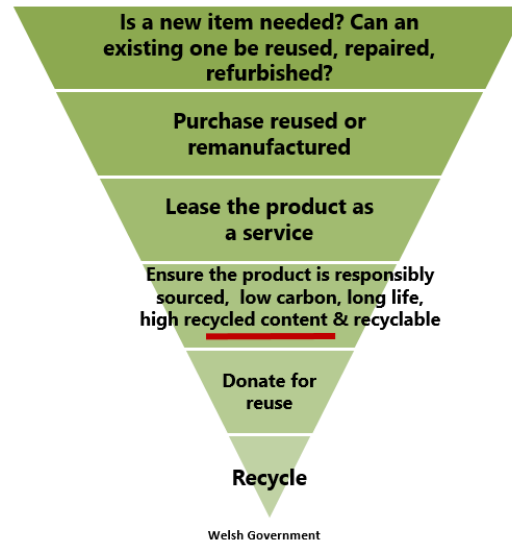 Is a new item needed? Can an
existing one be reused, repaired,
refurbished?
Purchase reused or
remanufactured
Lease the product as
a service
Ensure the product is responsibly
sourced, low carbon, long life,
high recycled content & recyclable
Donate for
reuse
Recycle
Welsh Government